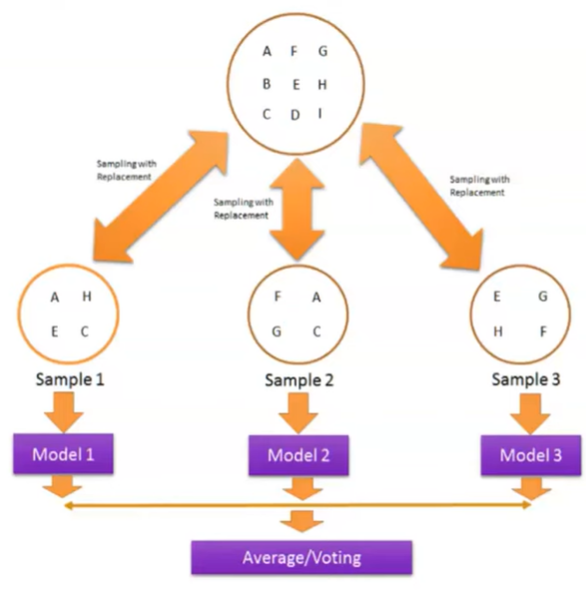 A F G
B E H
C D I
Sampling with
Replacement
Sampling with
Replacement
Sampling with
Replacement
A H
E C
F A
G C
E G
H F
Sample 1
Sample 2
Sample 3
Model 1
Model 2
Model 3
Average/Voting